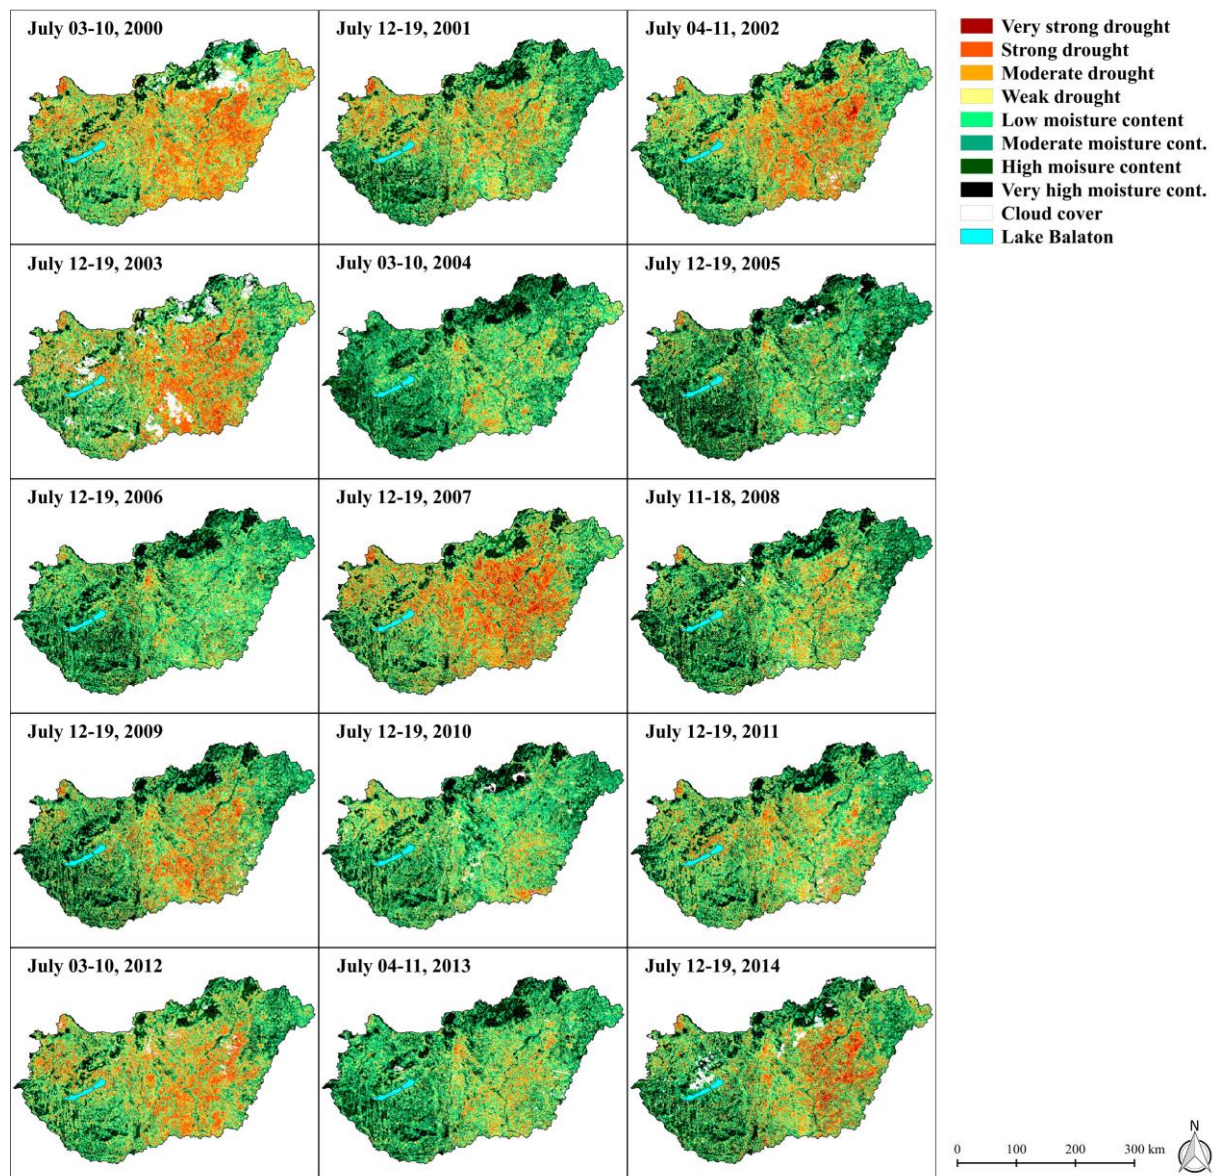 July 03-10, 2000
July 12-19, 2001
July 04-11, 2002
Very strong drought
Strong drought
Moderate drought
Weak drought
Low moisture content
Moderate moisture cont.
High moisure content
Very high moisture cont.
Cloud cover
Lake Balaton
July 12-19, 2003
July 03-10, 2004
July 12-19, 2005
July 12-19, 2006
July 12-19, 2007
July 11-18, 2008
July 12-19, 2009
July 12-19, 2010
July 12-19, 2011
July 03-10, 2012
July 04-11, 2013
July 12-19, 2014
N
0 100 200 300 km